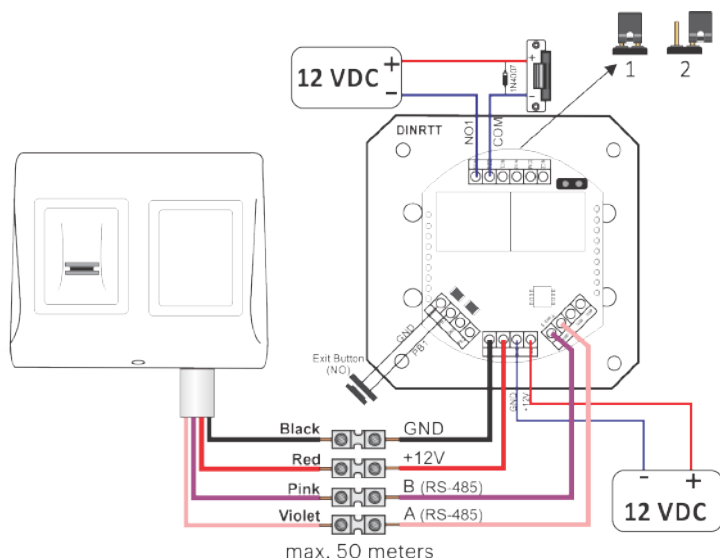 12 VDC
+
-
1N4007
+
-
1
2
DINRTT
NO1
COM
GND
PB1
Exit Button
(NO)
GND
+12V
Black
GND
Red
+12V
Pink
B (RS-485)
Violet
A (RS-485)
- +
12 VDC
max. 50 meters